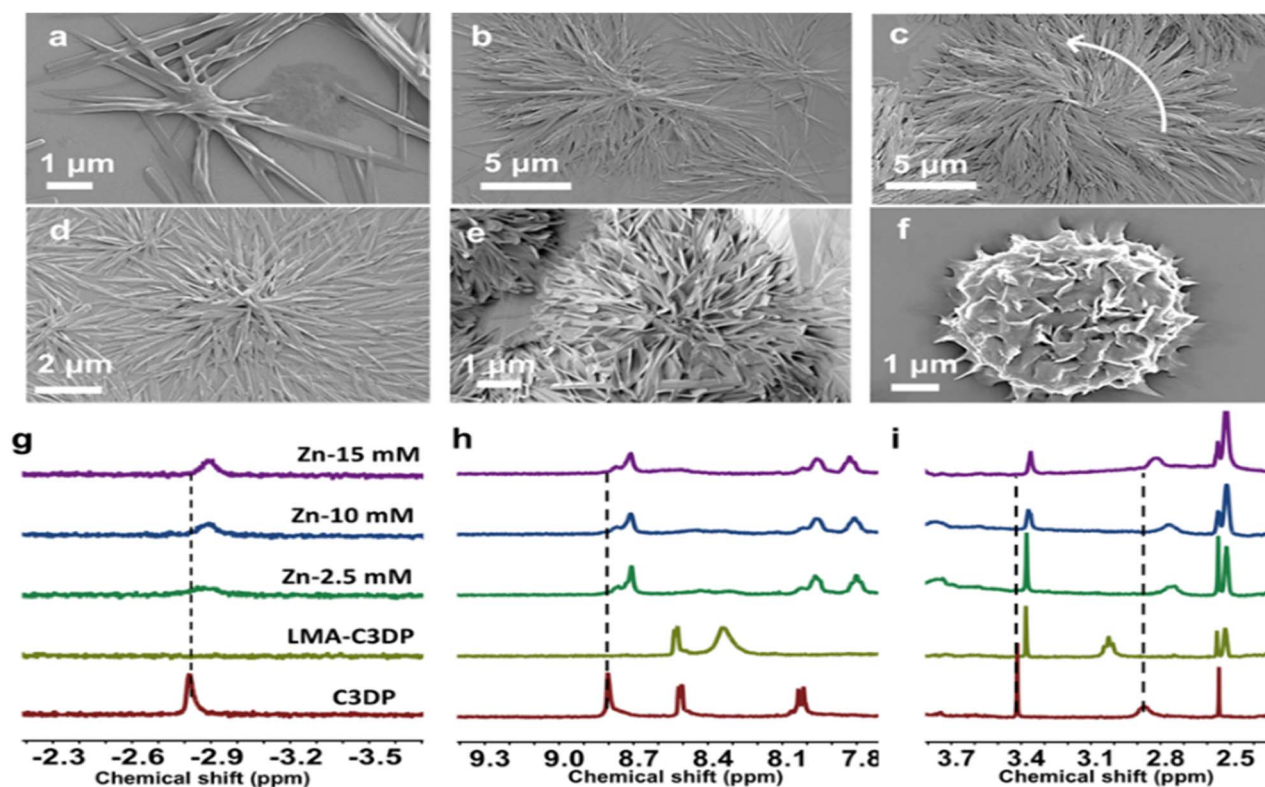 a
1 µm
b
5 µm
c
5 µm
d
2 µm
e
1 µm
f
1 µm
g
Zn-15 mM
Zn-10 mM
Zn-2.5 mM
LMA-C3DP
C3DP
-2.3 -2.6 -2.9 -3.2 -3.5
Chemical shift (ppm)
h
9.3 9.0 8.7 8.4 8.1 7.8
Chemical shift (ppm)
i
3.7 3.4 3.1 2.8 2.5
Chemical shift (ppm)